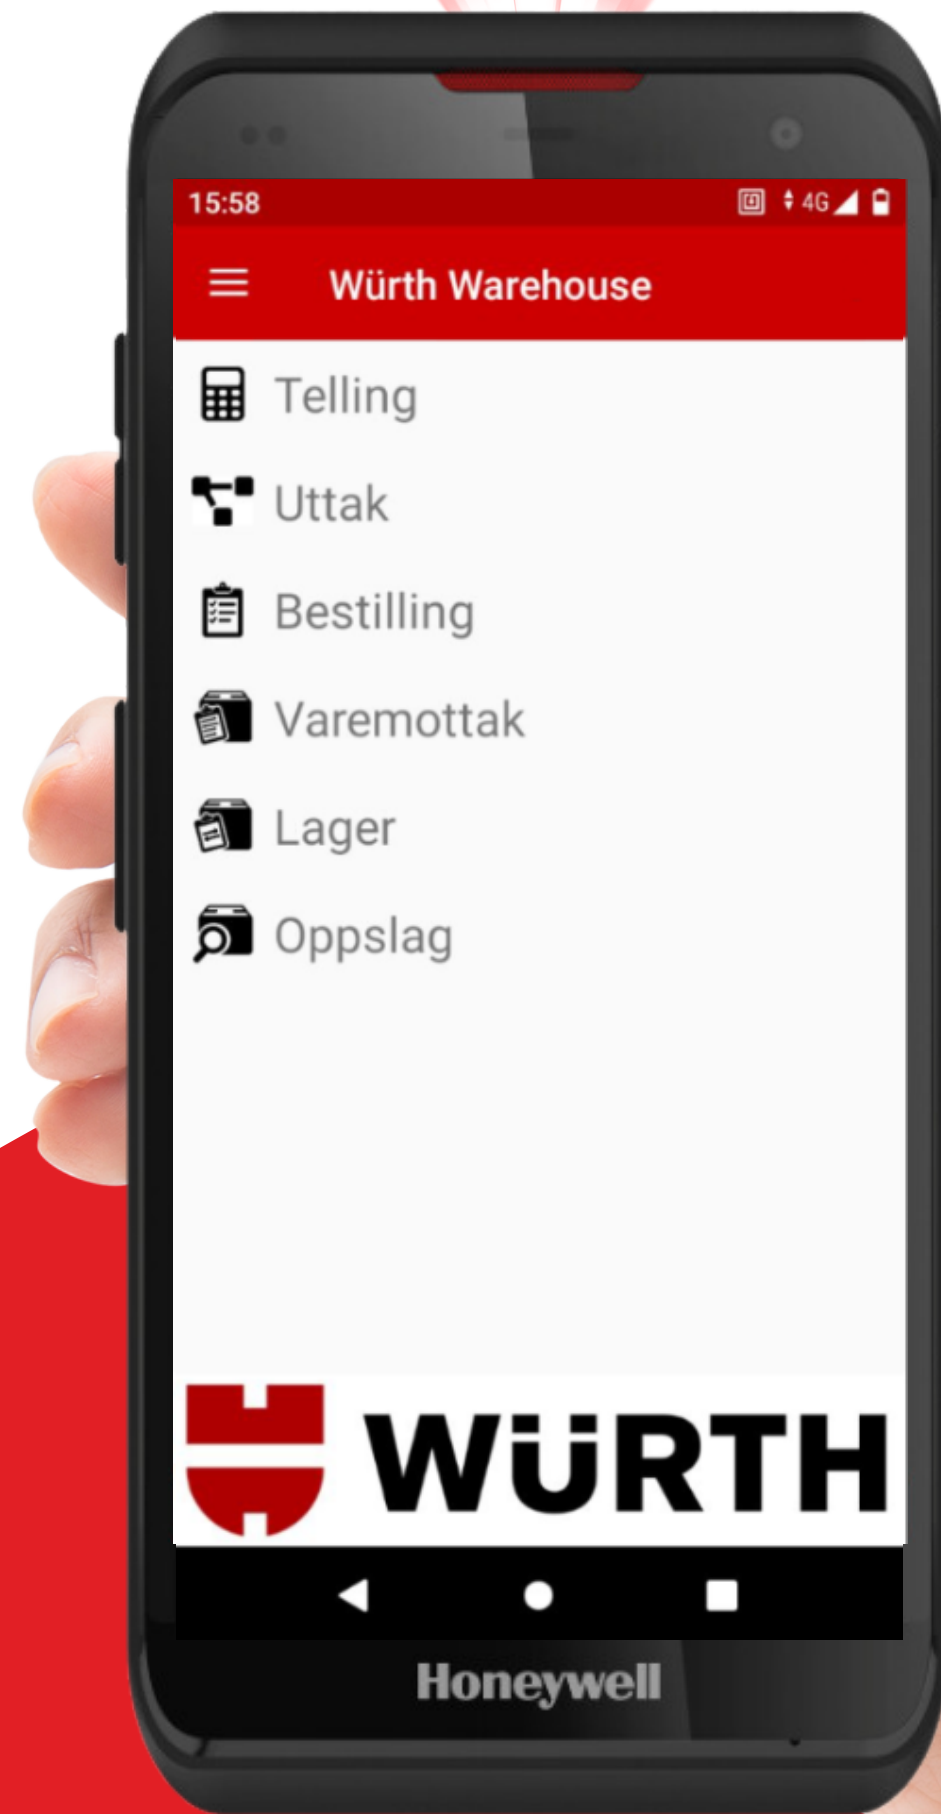 15:58
4G
Würth Warehouse
Telling
Uttak
Bestilling
Varemottak
Lager
Oppslag
WÜRTH
Honeywell